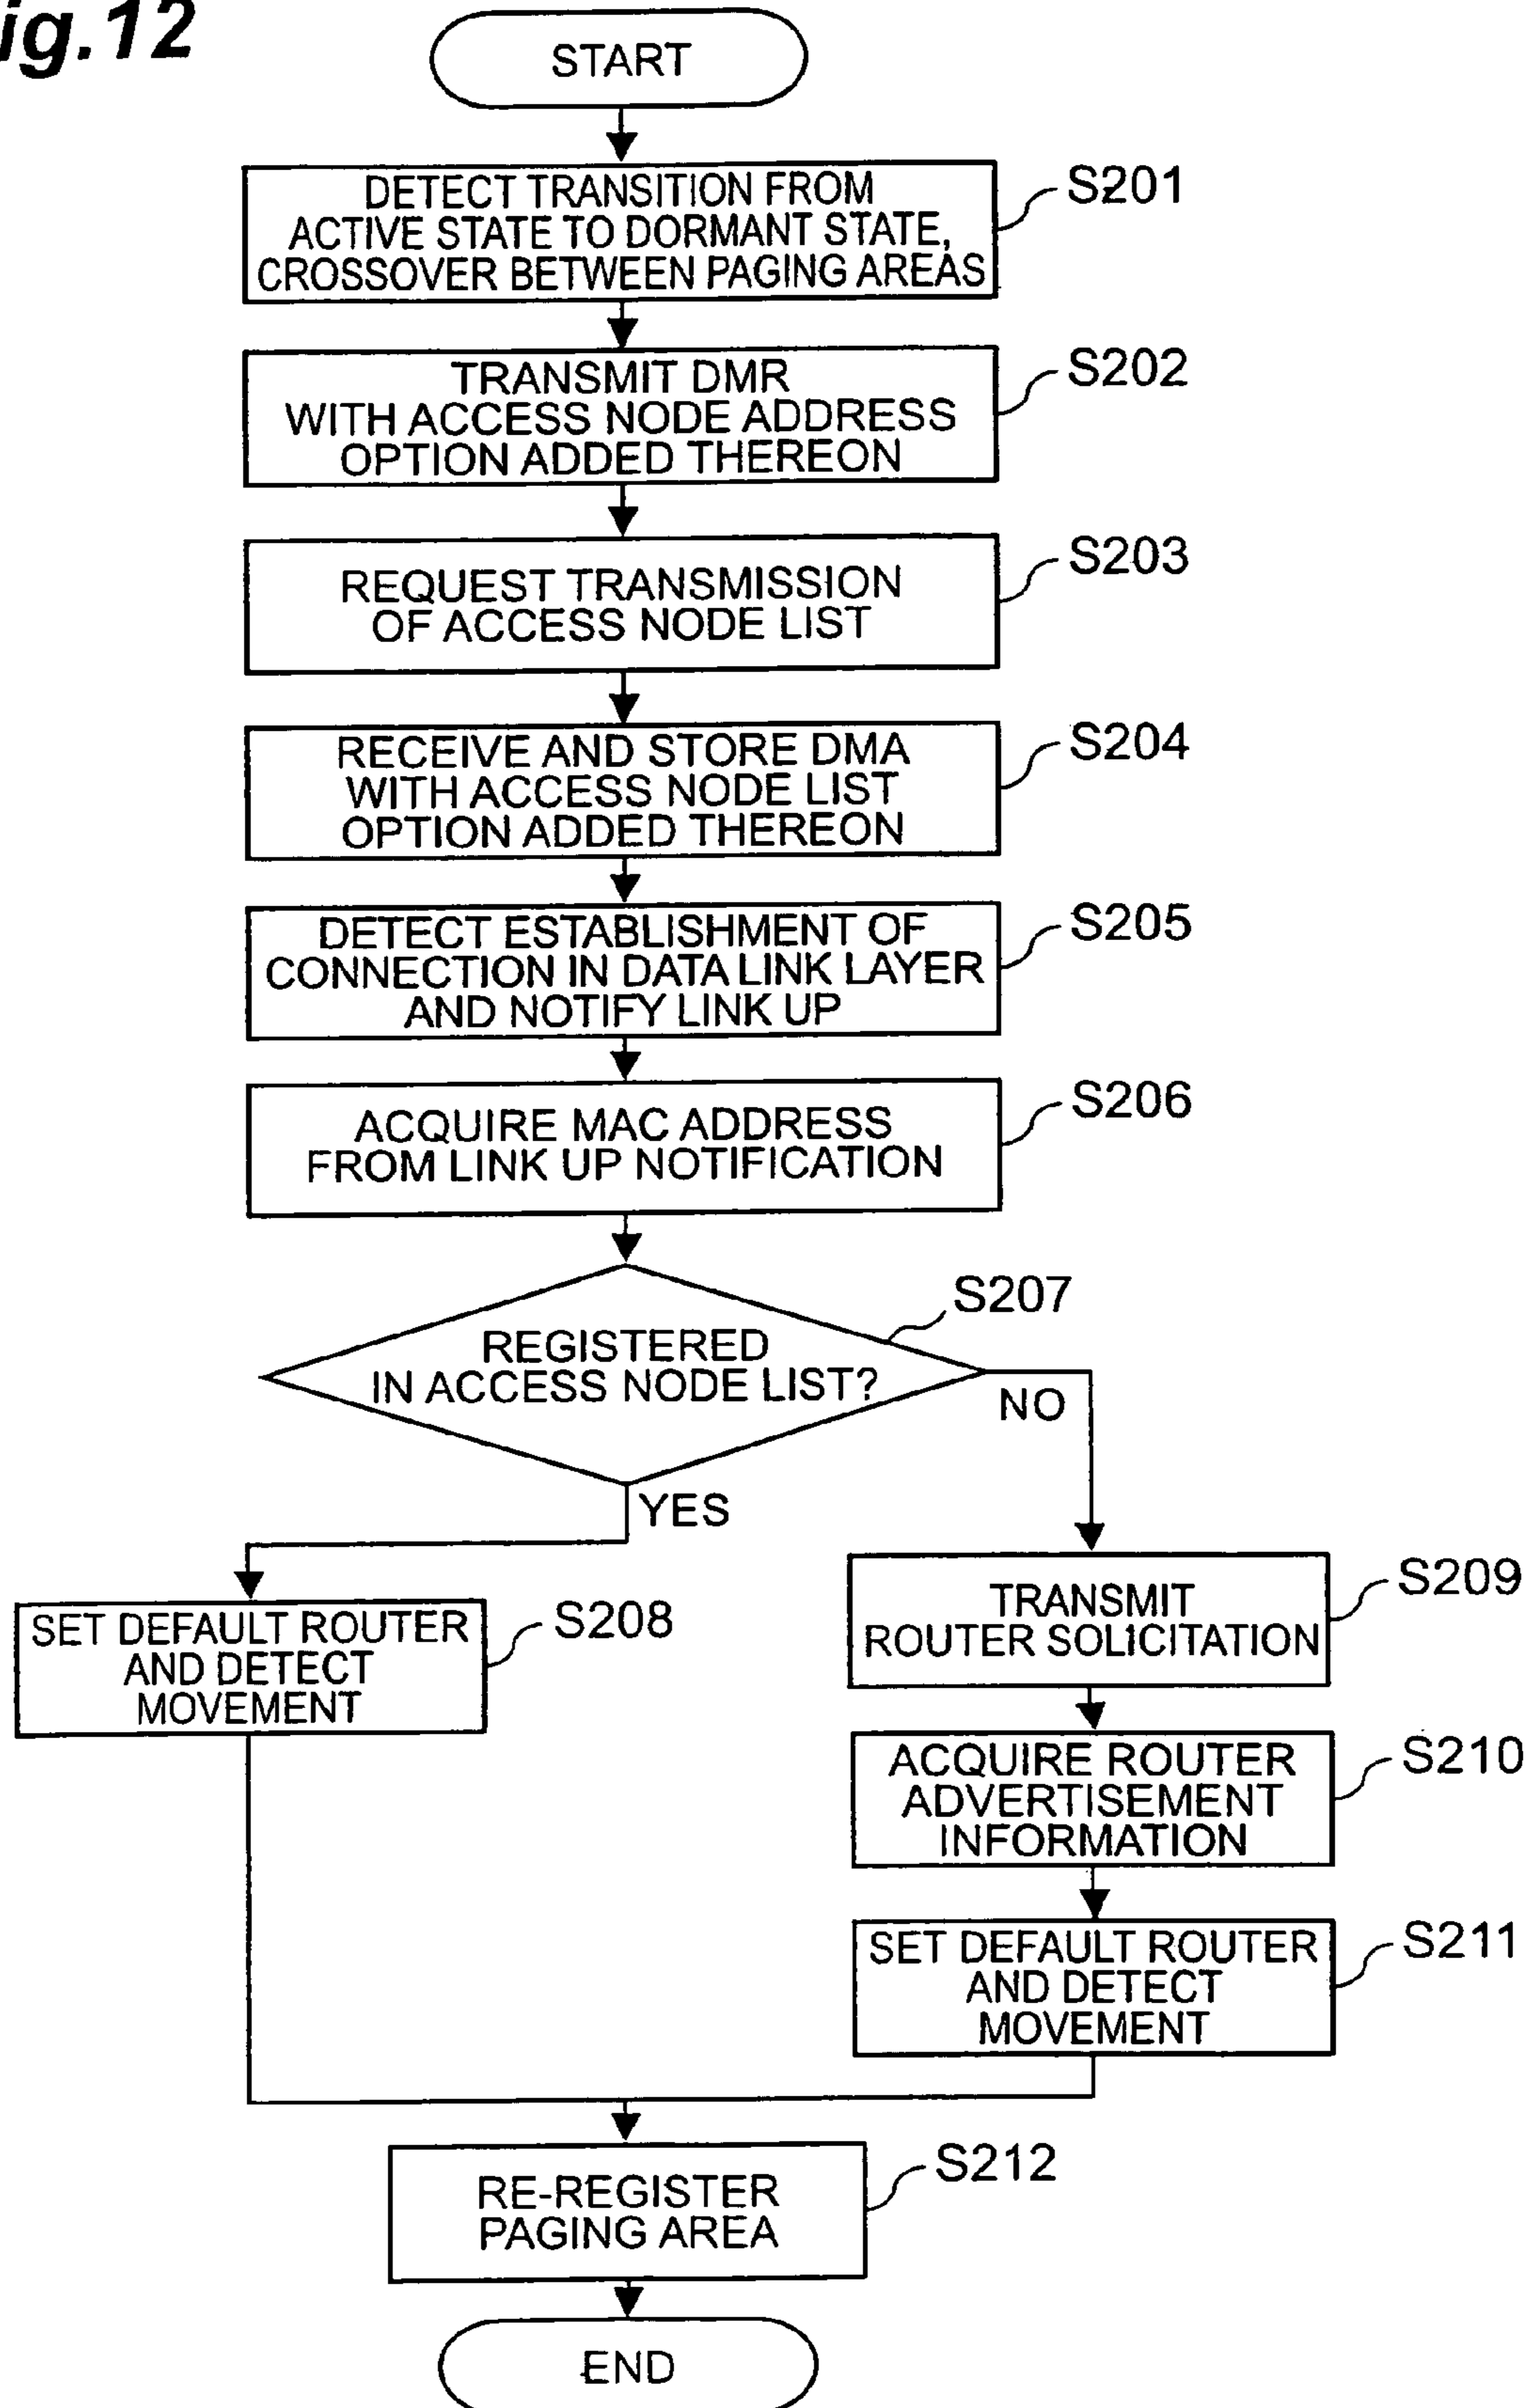 ig.12
START
DETECT TRANSITION FROM
ACTIVE STATE TO DORMANT STATE,
CROSSOVER BETWEEN PAGING AREAS
S201
TRANSMIT DMR
WITH ACCESS NODE ADDRESS
OPTION ADDED THEREON
S202
REQUEST TRANSMISSION
OF ACCESS NODE LIST
S203
RECEIVE AND STORE DMA
WITH ACCESS NODE LIST
OPTION ADDED THEREON
S204
DETECT ESTABLISHMENT OF
CONNECTION IN DATA LINK LAYER
AND NOTIFY LINK UP
S205
ACQUIRE MAC ADDRESS
FROM LINK UP NOTIFICATION
S206
REGISTERED
IN ACCESS NODE LIST?
S207
NO
YES
SET DEFAULT ROUTER
AND DETECT
MOVEMENT
S208
TRANSMIT
ROUTER SOLICITATION
S209
ACQUIRE ROUTER
ADVERTISEMENT
INFORMATION
S210
SET DEFAULT ROUTER
AND DETECT
MOVEMENT
S211
RE-REGISTER
PAGING AREA
S212
END